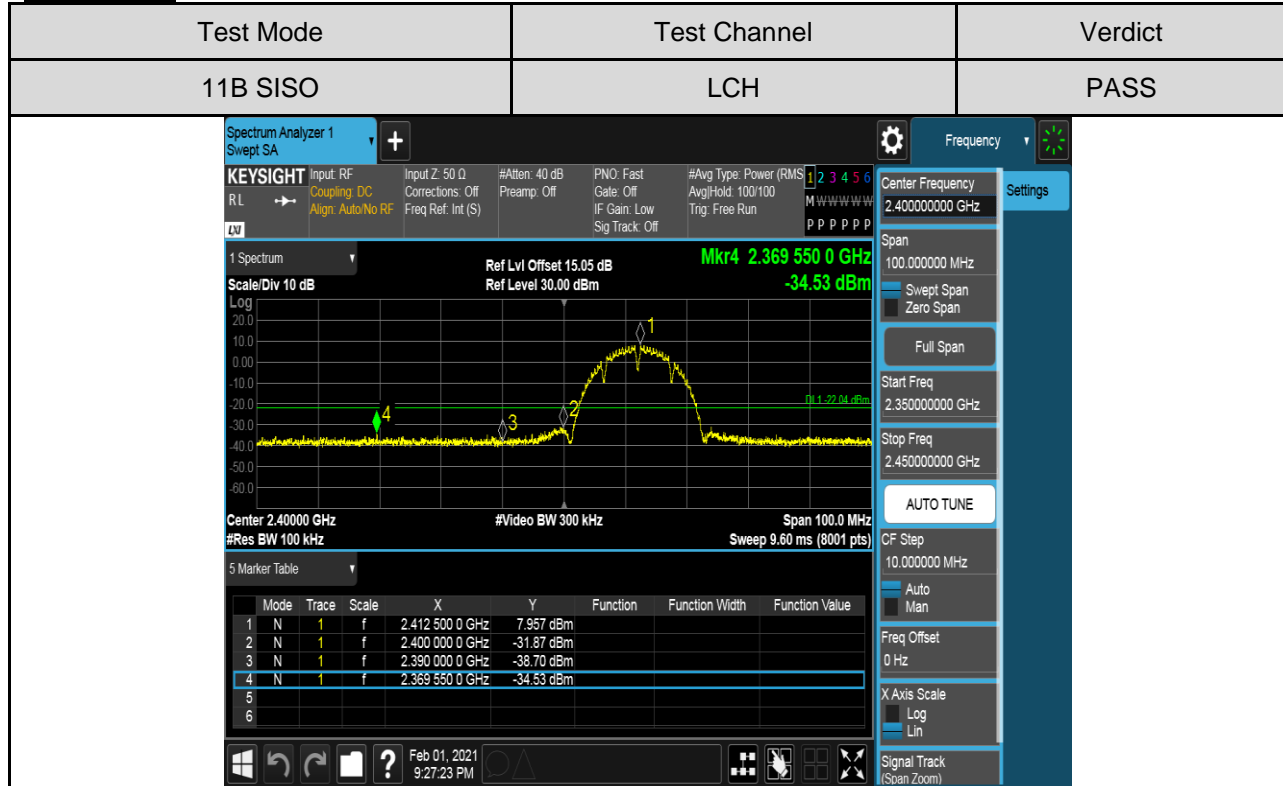 Test Mode Test Channel Verdict
11B SISO LCH PASS
Spectrum Analyzer 1
Swept SA
+
Frequency
KEYSIGHT Input: RF Input Z: 50 Ω #Atten: 40 dB PNO: Fast #Avg Type: Power (RMS 1 2 3 4 5 6
RL Coupling: DC Corrections: Off Preamp: Off Gate: Off Avg|Hold: 100/100 M W W W W W
Align: Auto/No RF Freq Ref: Int (S) IF Gain: Low Trig: Free Run
LXI Sig Track: Off P P P P P P
1 Spectrum
Ref Lvl Offset 15.05 dB
Mkr4 2.369 550 0 GHz
Scale/Div 10 dB Ref Level 30.00 dBm -34.53 dBm
Log
20.0
10.0
0.00
-10.0
-20.0
-30.0
-40.0
-50.0
-60.0
1
2
3
4
DL1 -22.04 dBm
Center 2.40000 GHz #Video BW 300 kHz Span 100.0 MHz
#Res BW 100 kHz Sweep 9.60 ms (8001 pts)
5 Marker Table
Mode Trace Scale X Y Function Function Width Function Value
1 N 1 f 2.412 500 0 GHz 7.957 dBm
2 N 1 f 2.400 000 0 GHz -31.87 dBm
3 N 1 f 2.390 000 0 GHz -38.70 dBm
4 N 1 f 2.369 550 0 GHz -34.53 dBm
5
6
?
Feb 01, 2021
9:27:23 PM
Center Frequency
2.400000000 GHz
Settings
Span
100.000000 MHz
Swept Span
Zero Span
Full Span
Start Freq
2.350000000 GHz
Stop Freq
2.450000000 GHz
AUTO TUNE
CF Step
10.000000 MHz
Auto
Man
Freq Offset
0 Hz
X Axis Scale
Log
Lin
Signal Track
(Span Zoom)